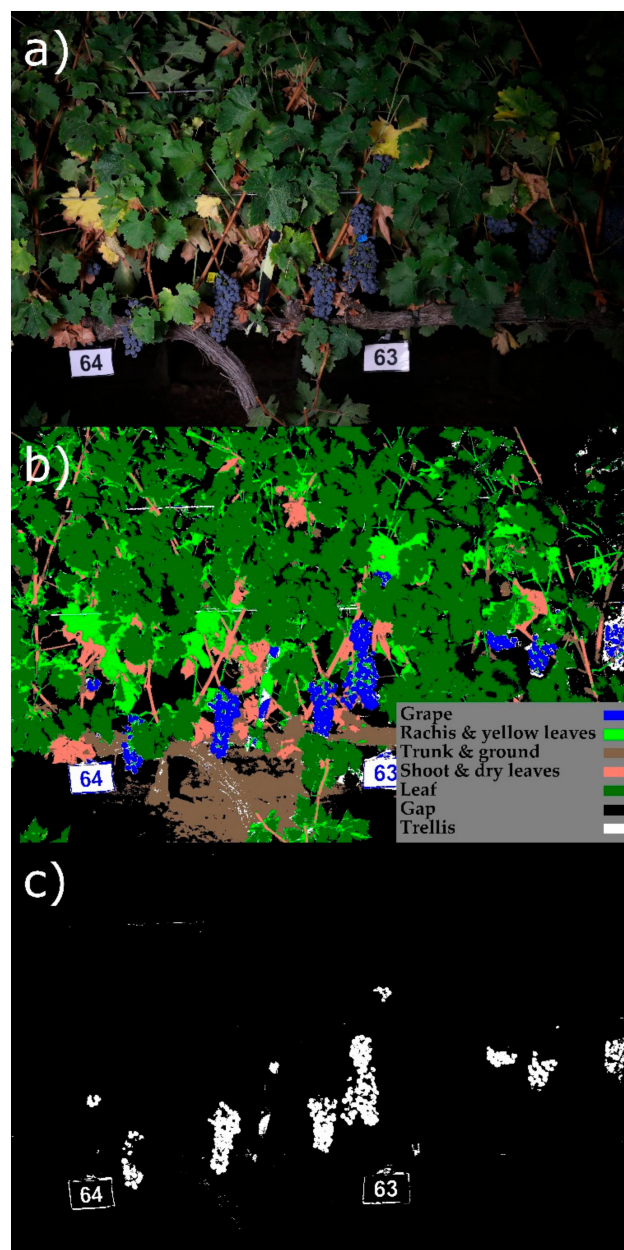 a)
64
63
b)
64
63
Grape
Rachis & yellow leaves
Trunk & ground
Shoot & dry leaves
Leaf
Gap
Trellis
c)
64
63